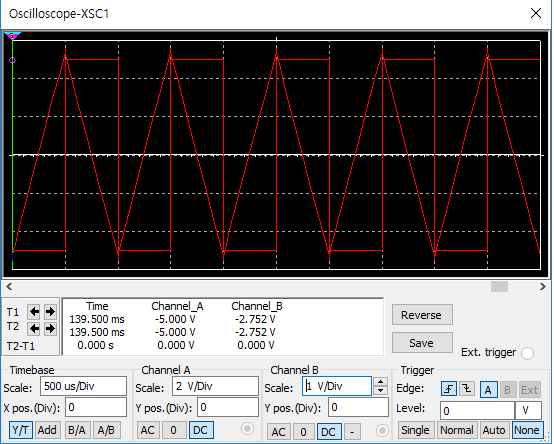 Oscilloscope-XSC1
Time Channel_A Channel_B
T1 139.500 ms -5.000 V -2.752 V
T2 139.500 ms -5.000 V -2.752 V
T2-T1 0.000 s 0.000 V 0.000 V
Reverse
Save
Ext. trigger
Timebase
Scale: 500 us/Div
X pos.(Div): 0
Y/T Add B/A A/B
Channel A
Scale: 2 V/Div
Y pos.(Div): 0
AC 0 DC
Channel B
Scale: 1 V/Div
Y pos.(Div): 0
AC 0 DC -
Trigger
Edge: A B Ext
Level: 0 V
Single Normal Auto None